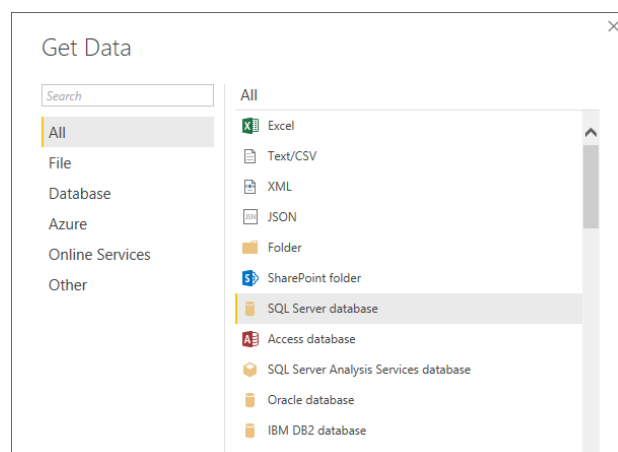 Get Data
Search
All
File
Database
Azure
Online Services
Other
All
Excel
Text/CSV
XML
JSON
JSON
Folder
SharePoint folder
SQL Server database
Access database
SQL Server Analysis Services database
Oracle database
IBM DB2 database